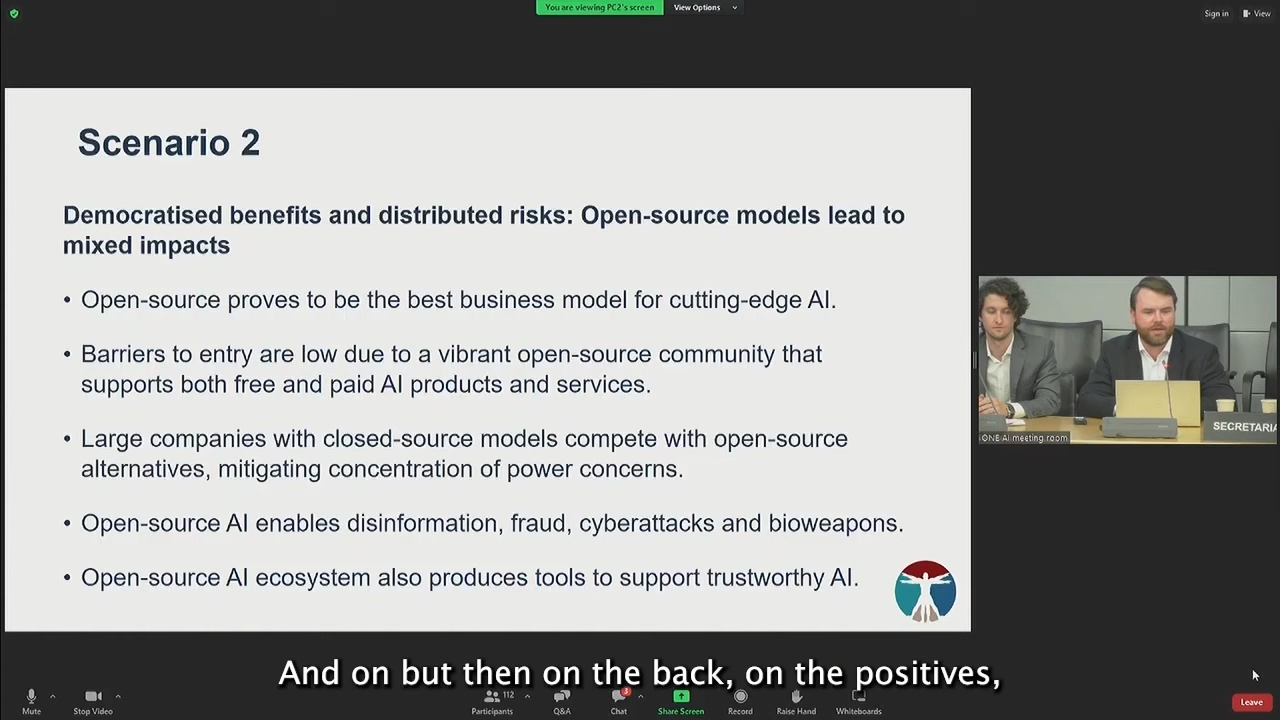 You are viewing PC2's screen
View Options
Sign in
View
Scenario 2
Democratised benefits and distributed risks: Open-source models lead to
mixed impacts
• Open-source proves to be the best business model for cutting-edge AI.
• Barriers to entry are low due to a vibrant open-source community that
supports both free and paid AI products and services.
• Large companies with closed-source models compete with open-source
alternatives, mitigating concentration of power concerns.
• Open-source AI enables disinformation, fraud, cyberattacks and bioweapons.
• Open-source AI ecosystem also produces tools to support trustworthy AI.
SECRETARIA
ONE AI meeting room
And on but then on the back, on the positives,
Mute
Stop Video
Participants
112
Q&A
Chat
3
Share Screen
Record
Raise Hand
Whiteboards
Leave